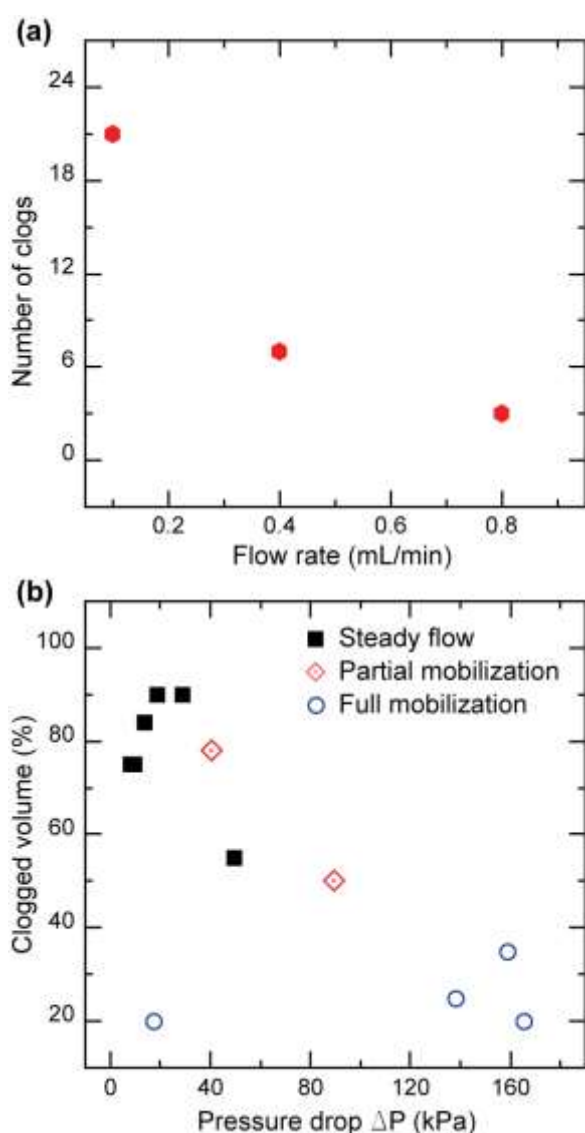 (a)
24
18
12
6
0
Number of clogs
0.2 0.4 0.6 0.8
Flow rate (mL/min)
(b)
100
80
60
40
20
Clogged volume (%)
Steady flow
Partial mobilization
Full mobilization
0 40 80 120 160
Pressure drop ΔP (kPa)